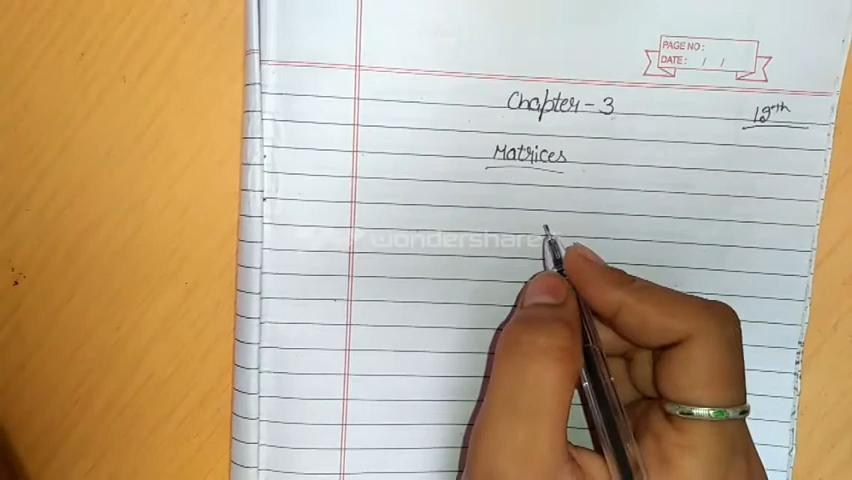 PAGE NO :
DATE : / /
Chapter - 3
12th
Matrices
wondershare